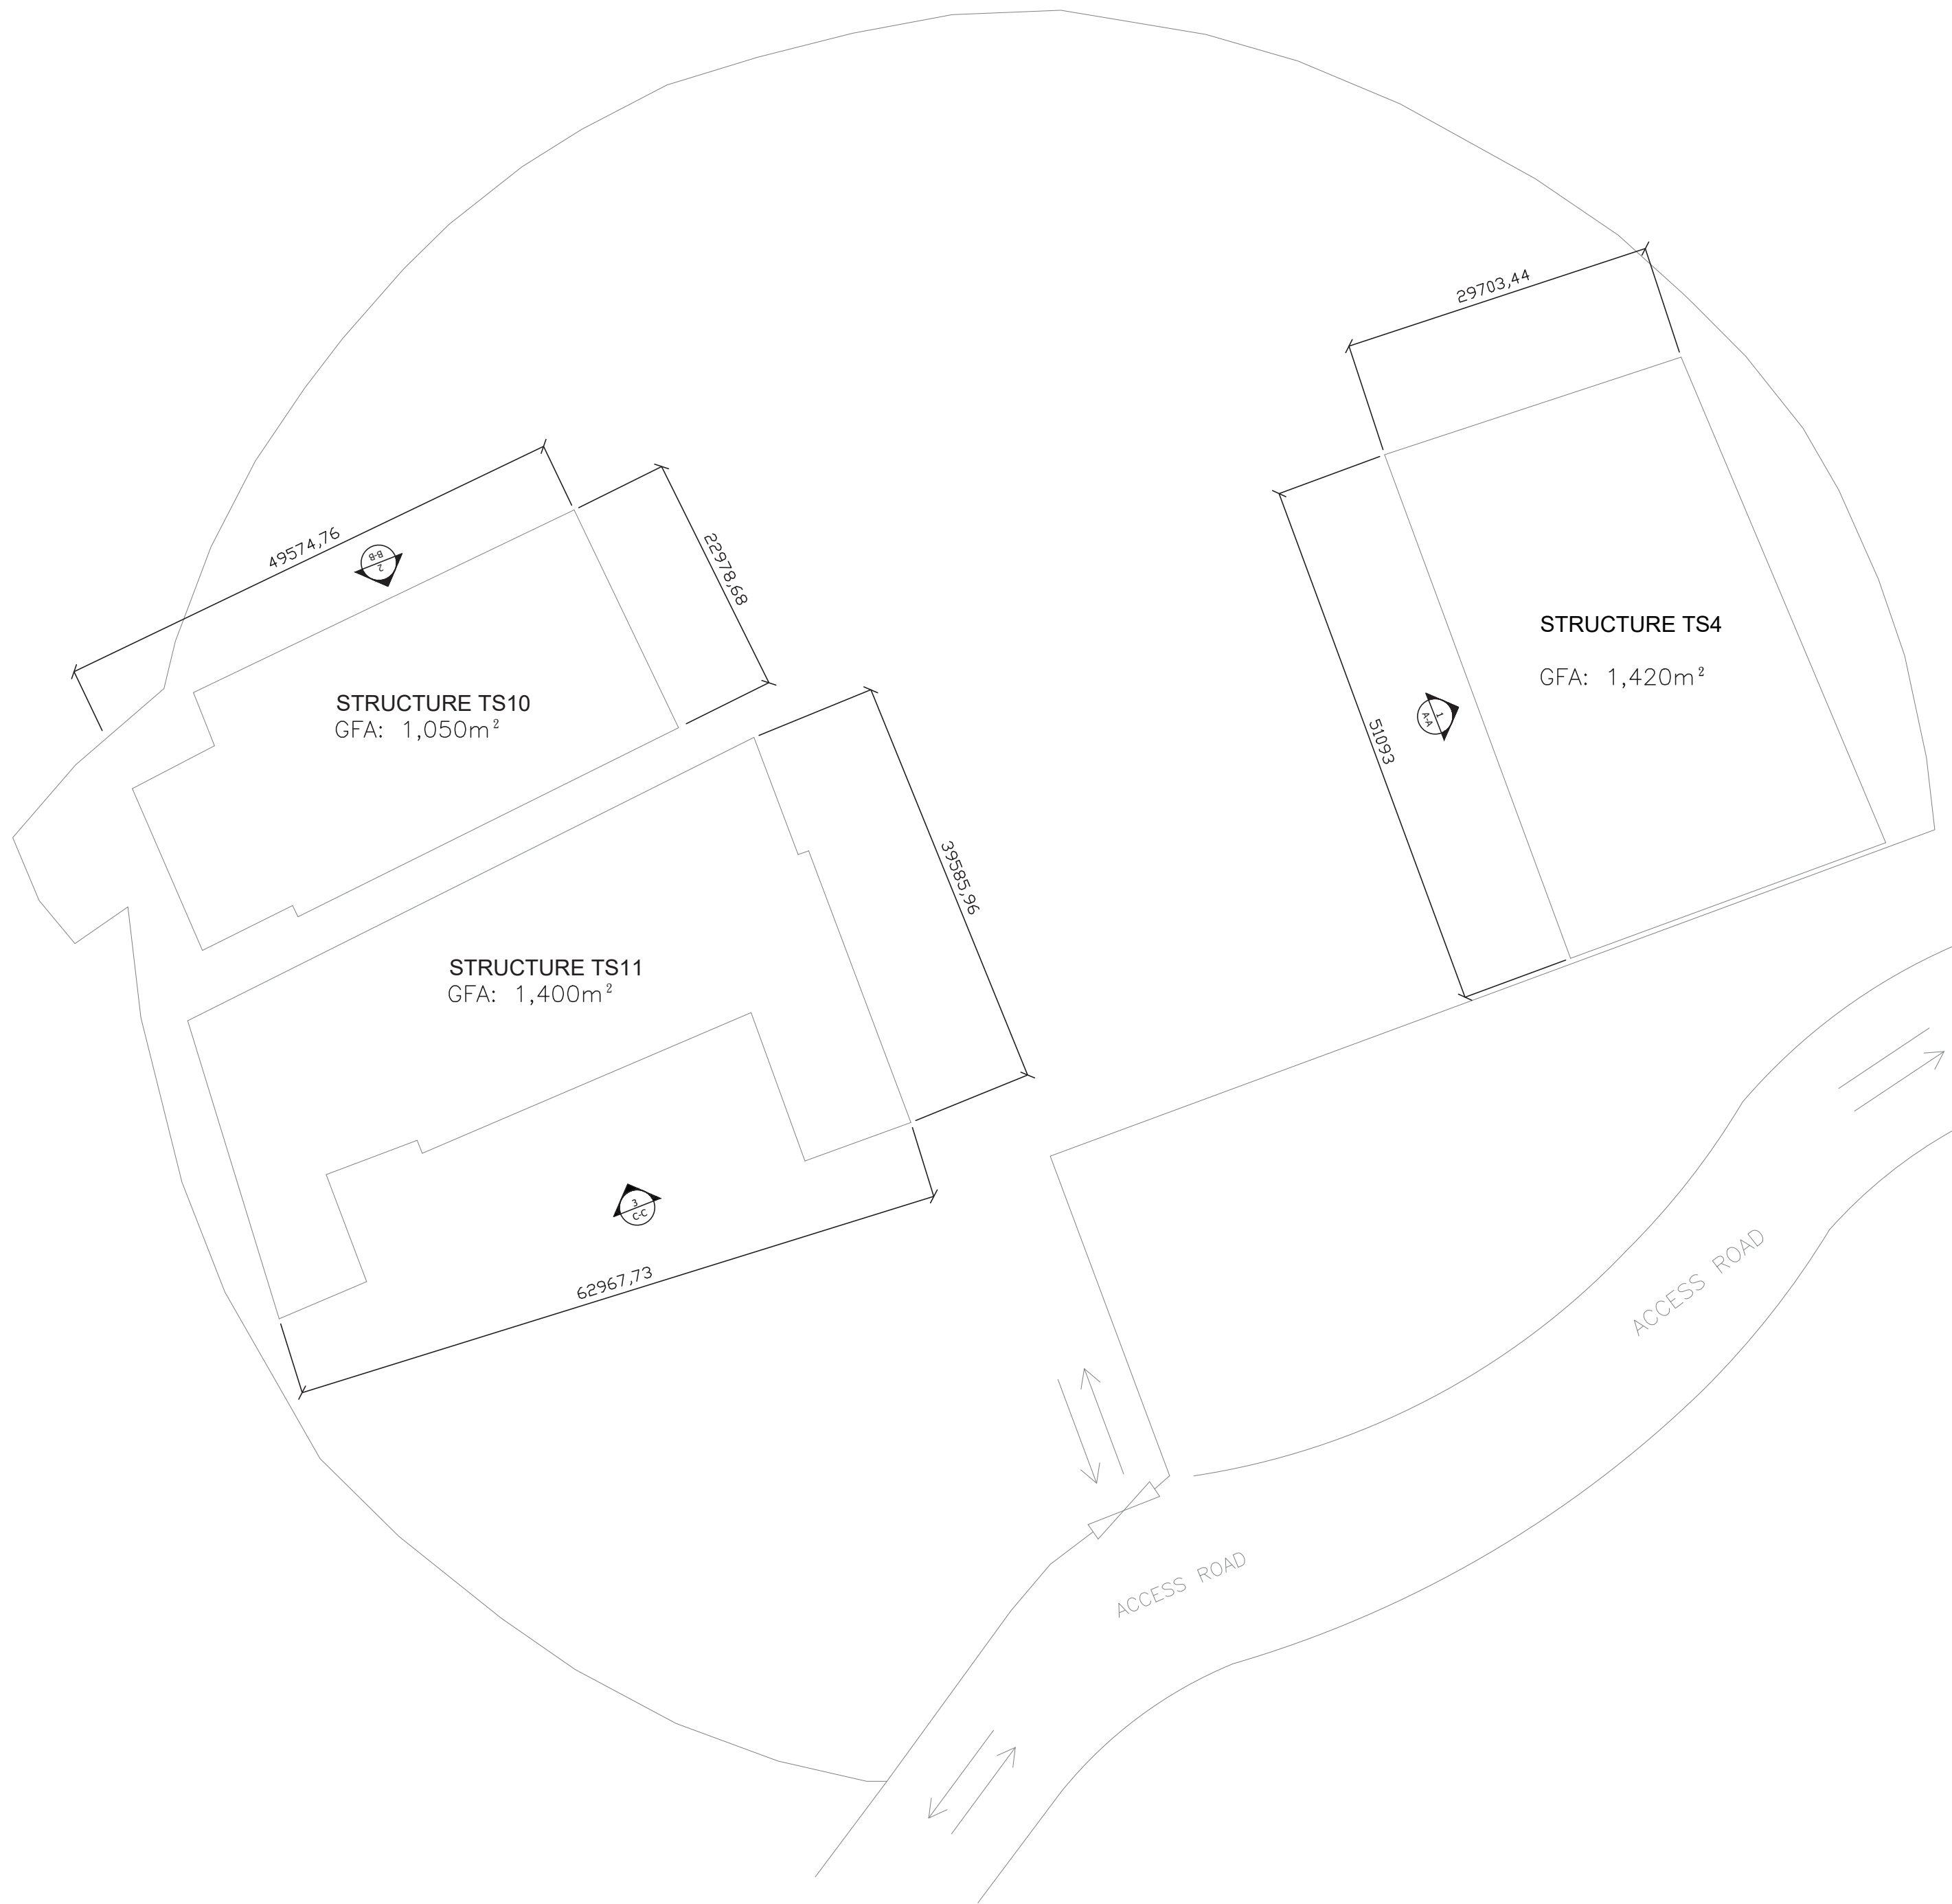 29703,44
49574,76
B-B
2
22978,68
STRUCTURE TS4
GFA: 1,420m²
STRUCTURE TS10
GFA: 1,050m²
1
A-A
51093
39585,96
STRUCTURE TS11
GFA: 1,400m²
3
C-C
62967,73
ACCESS ROAD
ACCESS ROAD